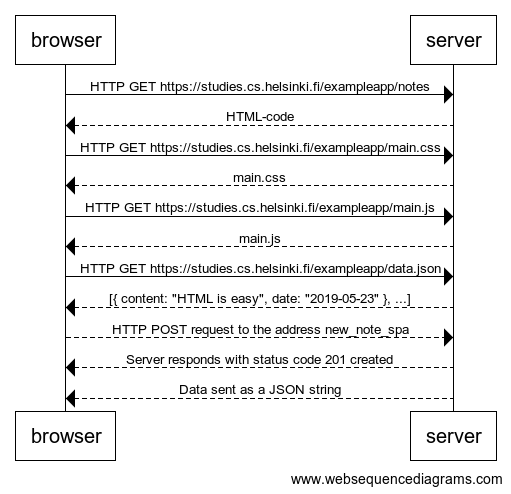 browser server
HTTP GET https://studies.cs.helsinki.fi/exampleapp/notes
HTML-code
HTTP GET https://studies.cs.helsinki.fi/exampleapp/main.css
main.css
HTTP GET https://studies.cs.helsinki.fi/exampleapp/main.js
main.js
HTTP GET https://studies.cs.helsinki.fi/exampleapp/data.json
[{ content: "HTML is easy", date: "2019-05-23" }, ...]
HTTP POST request to the address new_note_spa
Server responds with status code 201 created
Data sent as a JSON string
browser server
www.websequencediagrams.com